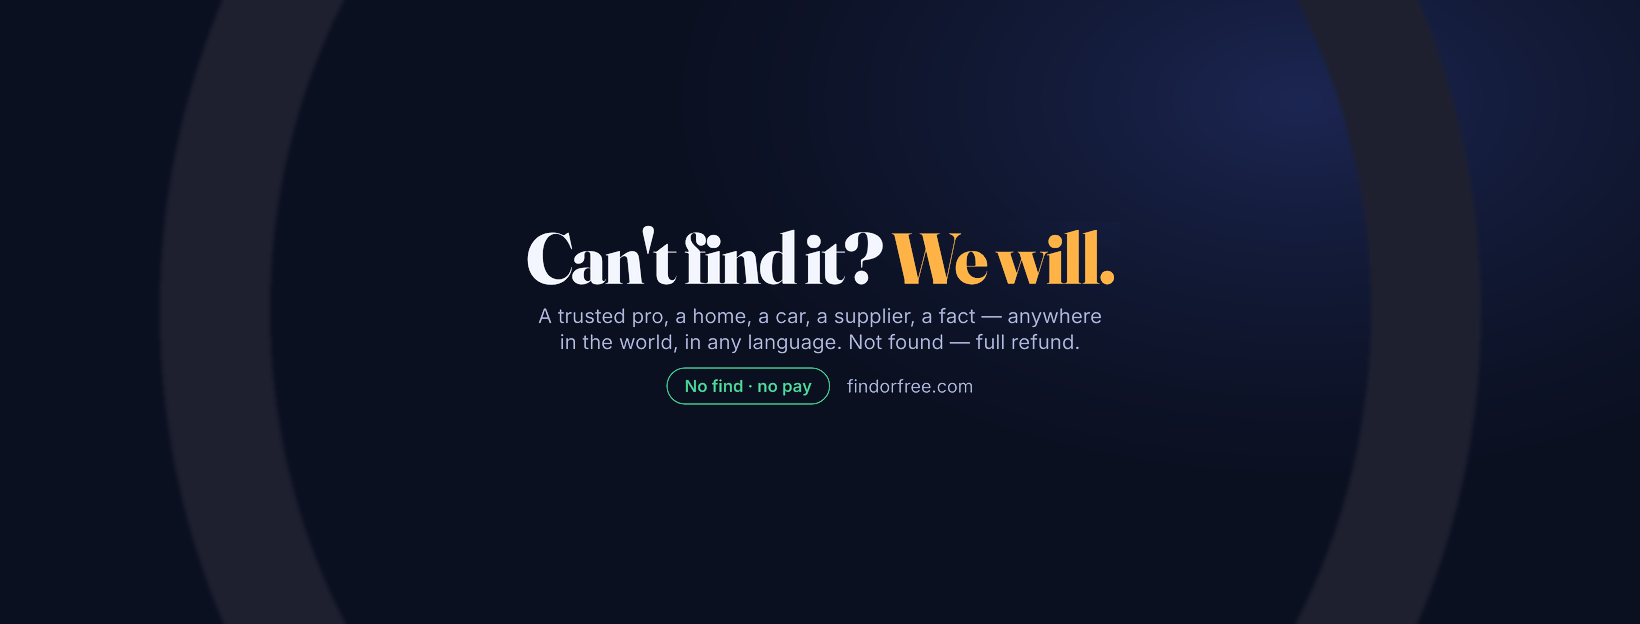 Can't find it? We will.
A trusted pro, a home, a car, a supplier, a fact — anywhere
in the world, in any language. Not found — full refund.
No find · no pay findorfree.com